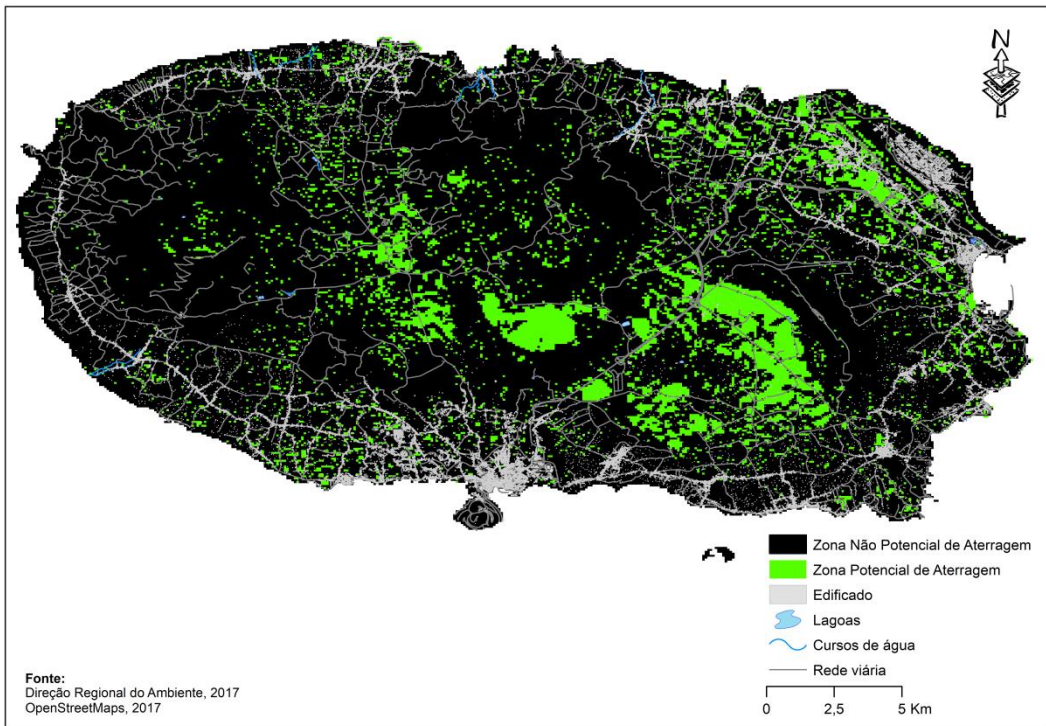 N
Zona Não Potencial de Aterragem
Zona Potencial de Aterragem
Edificado
Lagoas
Cursos de água
Rede viária
0 2,5 5 Km
Fonte:
Direção Regional do Ambiente, 2017
OpenStreetMaps, 2017